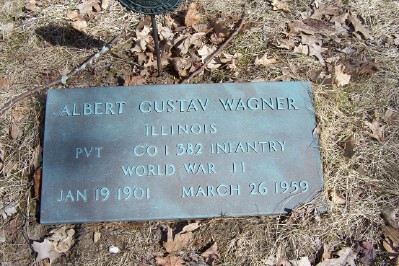 ALBERT GUSTAV WAGNER
ILLINOIS
PVT CO I 382 INFANTRY
WORLD WAR II
JAN 19 1901 MARCH 26 1959